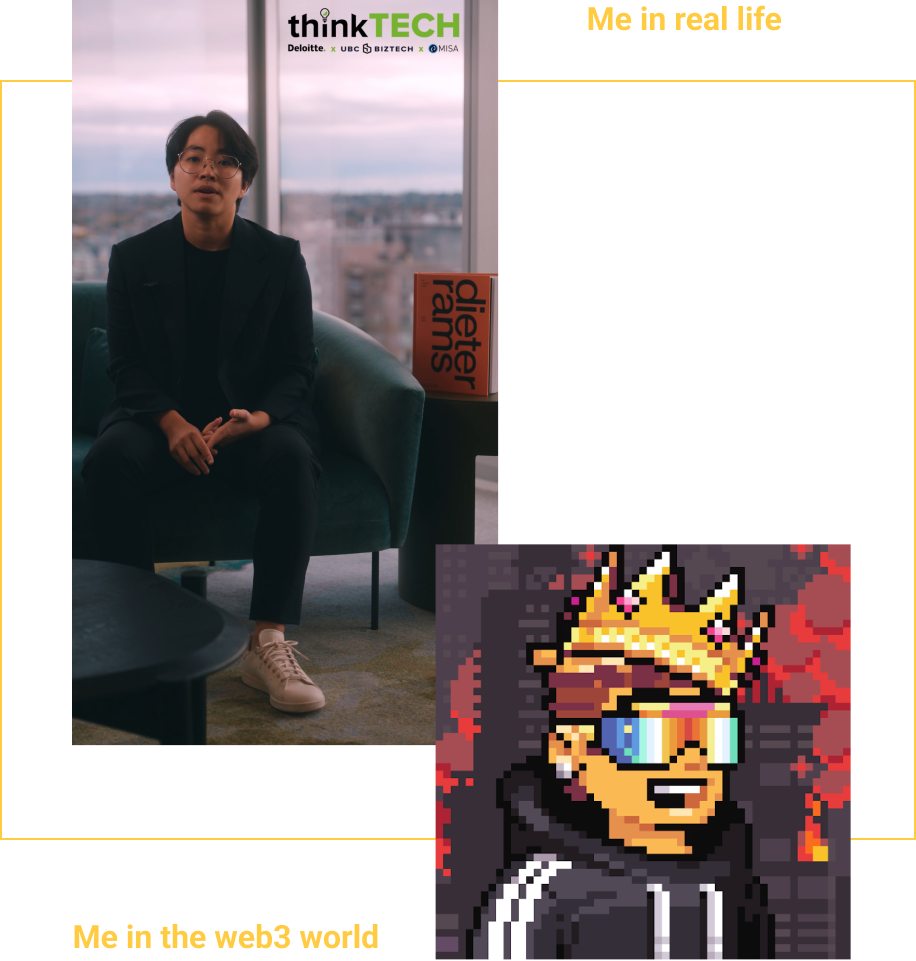 Me in real life
thinkTECH
Deloitte. x UBC BIZTECH x MISA
dieter
rams
Me in the web3 world